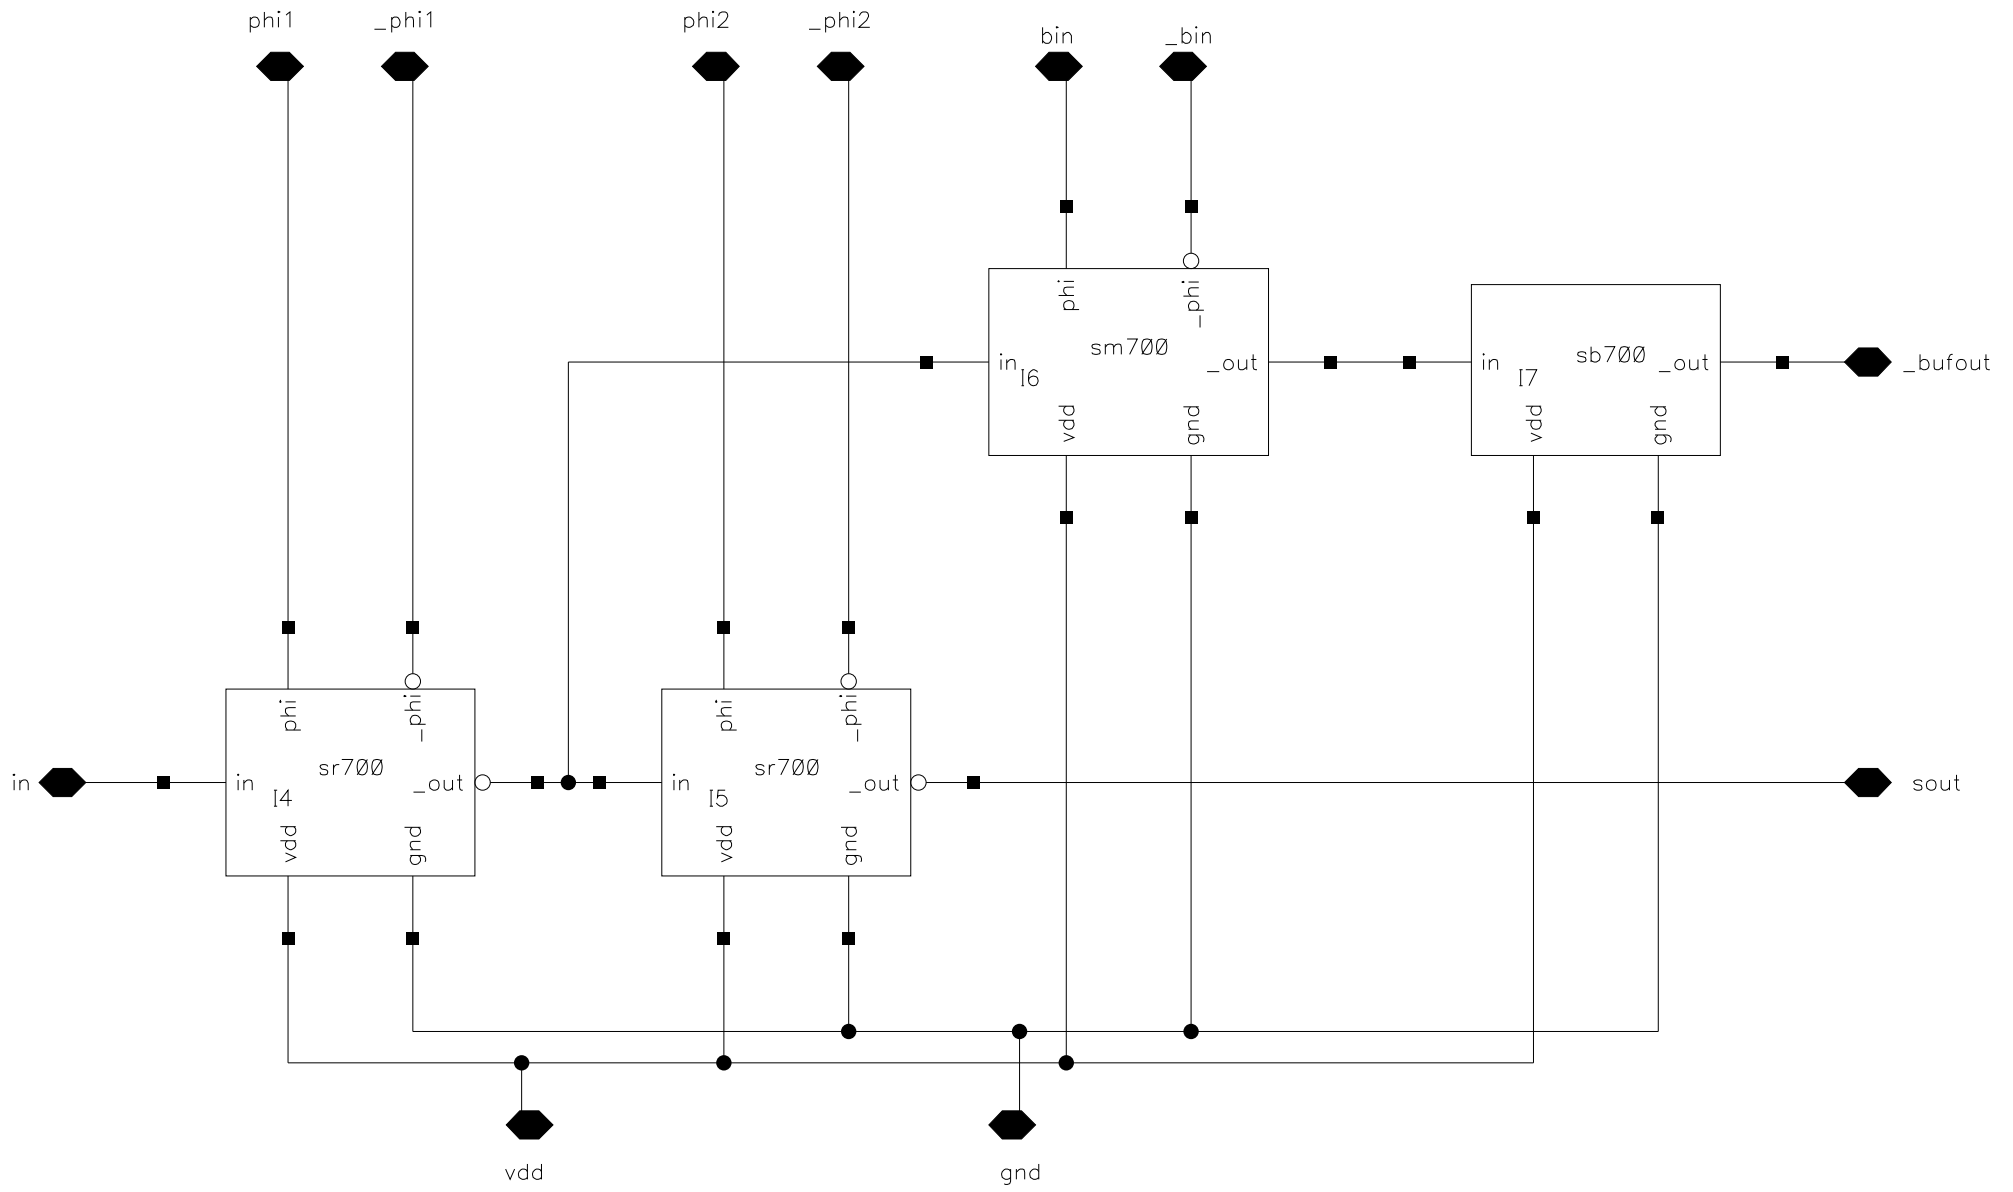 phi1
_phi1
phi2
_phi2
bin
_bin
phi
_phi
sm700
in
I6
_out
vdd
gnd
sb700
in
I7
_out
vdd
gnd
_bufout
phi
_phi
sr700
in
in
I4
_out
vdd
gnd
phi
_phi
sr700
in
I5
_out
vdd
gnd
sout
vdd
gnd